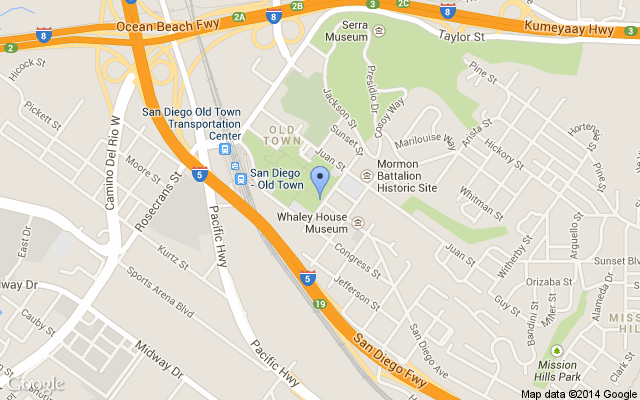 8
Ocean Beach Fwy
2A
2B
8
2C
8
3
Kumeyaay Hwy
3
2
Serra
Museum
Taylor St
Hicock St
Pickett St
San Diego Old Town
Transportation
Center
OLD
TOWN
Jackson St
Presidio Dr
Cosoy Way
Sunset St
Marilouise Way
Pine St
Arista St
Hickory St
Juan St
Camino Del Rio W
Moore St
Rosecrans St
5
San Diego
- Old Town
Mormon
Battalion
Historic Site
Whitman St
Pacific Hwy
Whaley House
Museum
East Dr
Kurtz St
Congress St
Juan St
Witherby St
Arguello St
Sunset Blv
Orizaba St
Sports Arena Blvd
5
Jefferson St
Guy St
Alameda Dr
way Dr
Cauby St
19
San Diego Ave
Bandini St
Midway Dr
Pacific Hwy
San Diego Fwy
Mission
Hills Park
Clark St
Google
Map data ©2014 Google